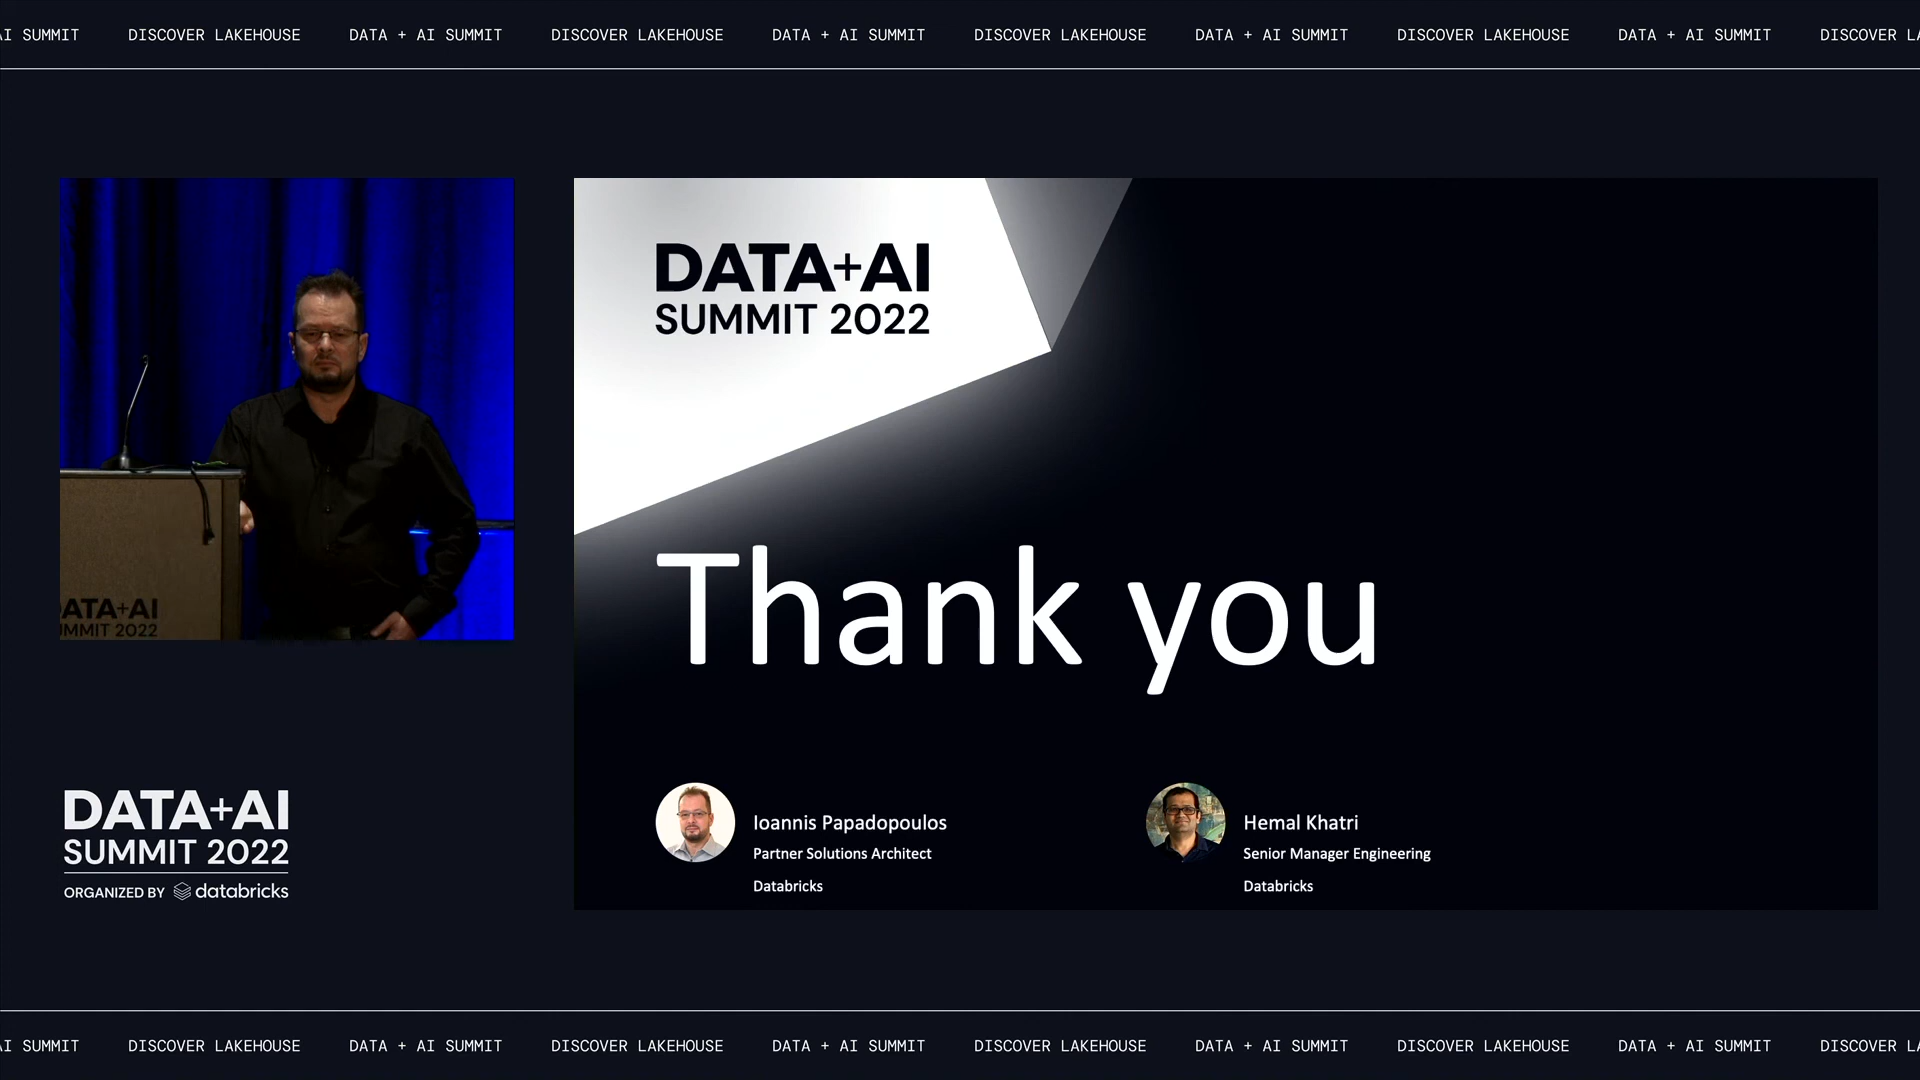 AI SUMMIT DISCOVER LAKEHOUSE DATA + AI SUMMIT DISCOVER LAKEHOUSE DATA + AI SUMMIT DISCOVER LAKEHOUSE DATA + AI SUMMIT DISCOVER LAKEHOUSE DATA + AI SUMMIT DISCOVER LA
DATA+AI
SUMMIT 2022
Thank you
Ioannis Papadopoulos
Partner Solutions Architect
Databricks
Hemal Khatri
Senior Manager Engineering
Databricks
ATA+AI
MMIT 2022
DATA+AI
SUMMIT 2022
ORGANIZED BY databricks
AI SUMMIT DISCOVER LAKEHOUSE DATA + AI SUMMIT DISCOVER LAKEHOUSE DATA + AI SUMMIT DISCOVER LAKEHOUSE DATA + AI SUMMIT DISCOVER LAKEHOUSE DATA + AI SUMMIT DISCOVER LA